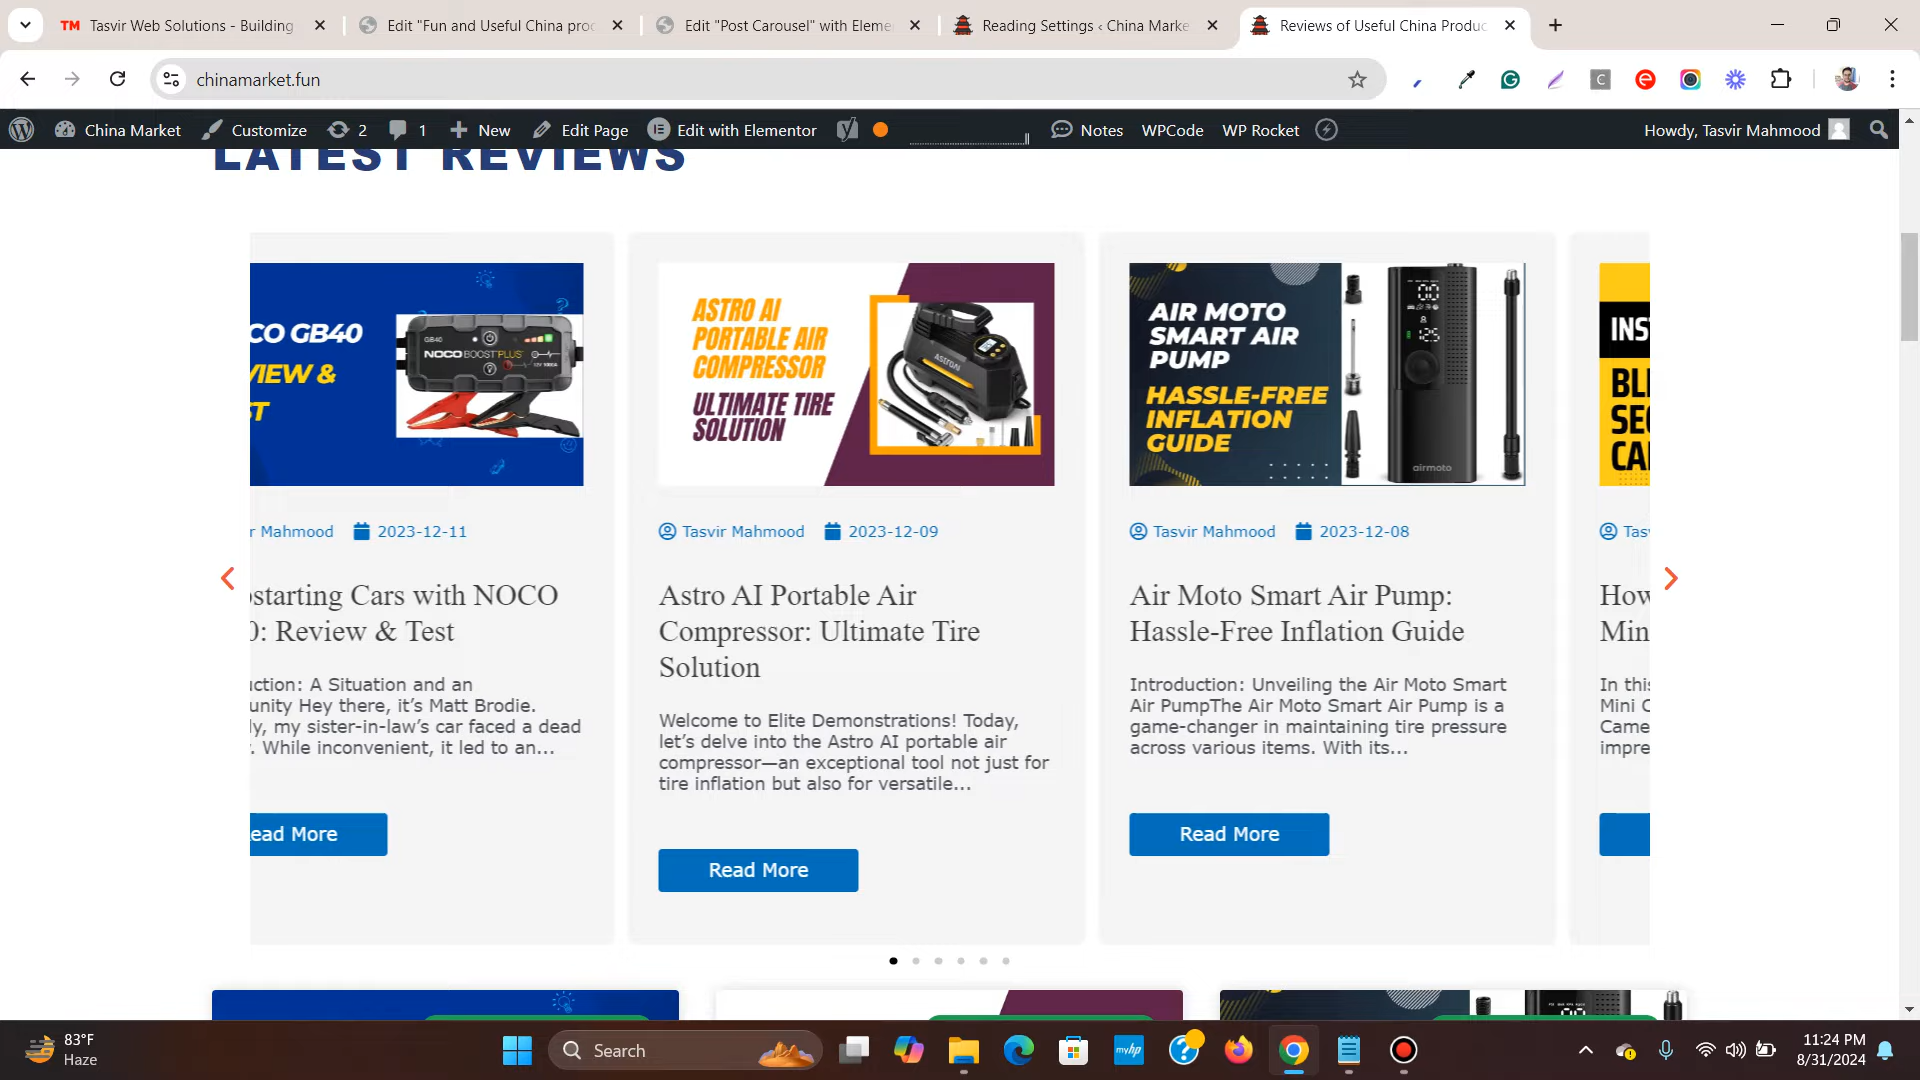 Tasvir Web Solutions - Building
Edit "Fun and Useful China pro
Edit "Post Carousel" with Eleme
Reading Settings ‹ China Marke
Reviews of Useful China Produc
chinamarket.fun
China Market
Customize
2
1
New
Edit Page
Edit with Elementor
Notes
WPCode
WP Rocket
Howdy, Tasvir Mahmood
LATEST REVIEWS
CO GB40
VIEW &
T
GB40
NOCO BOOST PLUS
ASTRO AI
PORTABLE AIR
COMPRESSOR
ULTIMATE TIRE
SOLUTION
AIR MOTO
SMART AIR
PUMP
HASSLE-FREE
INFLATION
GUIDE
airmoto
INS
BLI
SEC
CAI
r Mahmood
2023-12-11
Tasvir Mahmood
2023-12-09
Tasvir Mahmood
2023-12-08
Tas
starting Cars with NOCO
0: Review & Test
Astro AI Portable Air
Compressor: Ultimate Tire
Solution
Air Moto Smart Air Pump:
Hassle-Free Inflation Guide
How
Min
uction: A Situation and an
unity Hey there, it's Matt Brodie.
ly, my sister-in-law's car faced a dead
. While inconvenient, it led to an...
Welcome to Elite Demonstrations! Today,
let's delve into the Astro AI portable air
compressor—an exceptional tool not just for
tire inflation but also for versatile...
Introduction: Unveiling the Air Moto Smart
Air PumpThe Air Moto Smart Air Pump is a
game-changer in maintaining tire pressure
across various items. With its...
In this
Mini C
Came
impre
ead More
Read More
Read More
83°F
Haze
Search
myhp
11:24 PM
8/31/2024